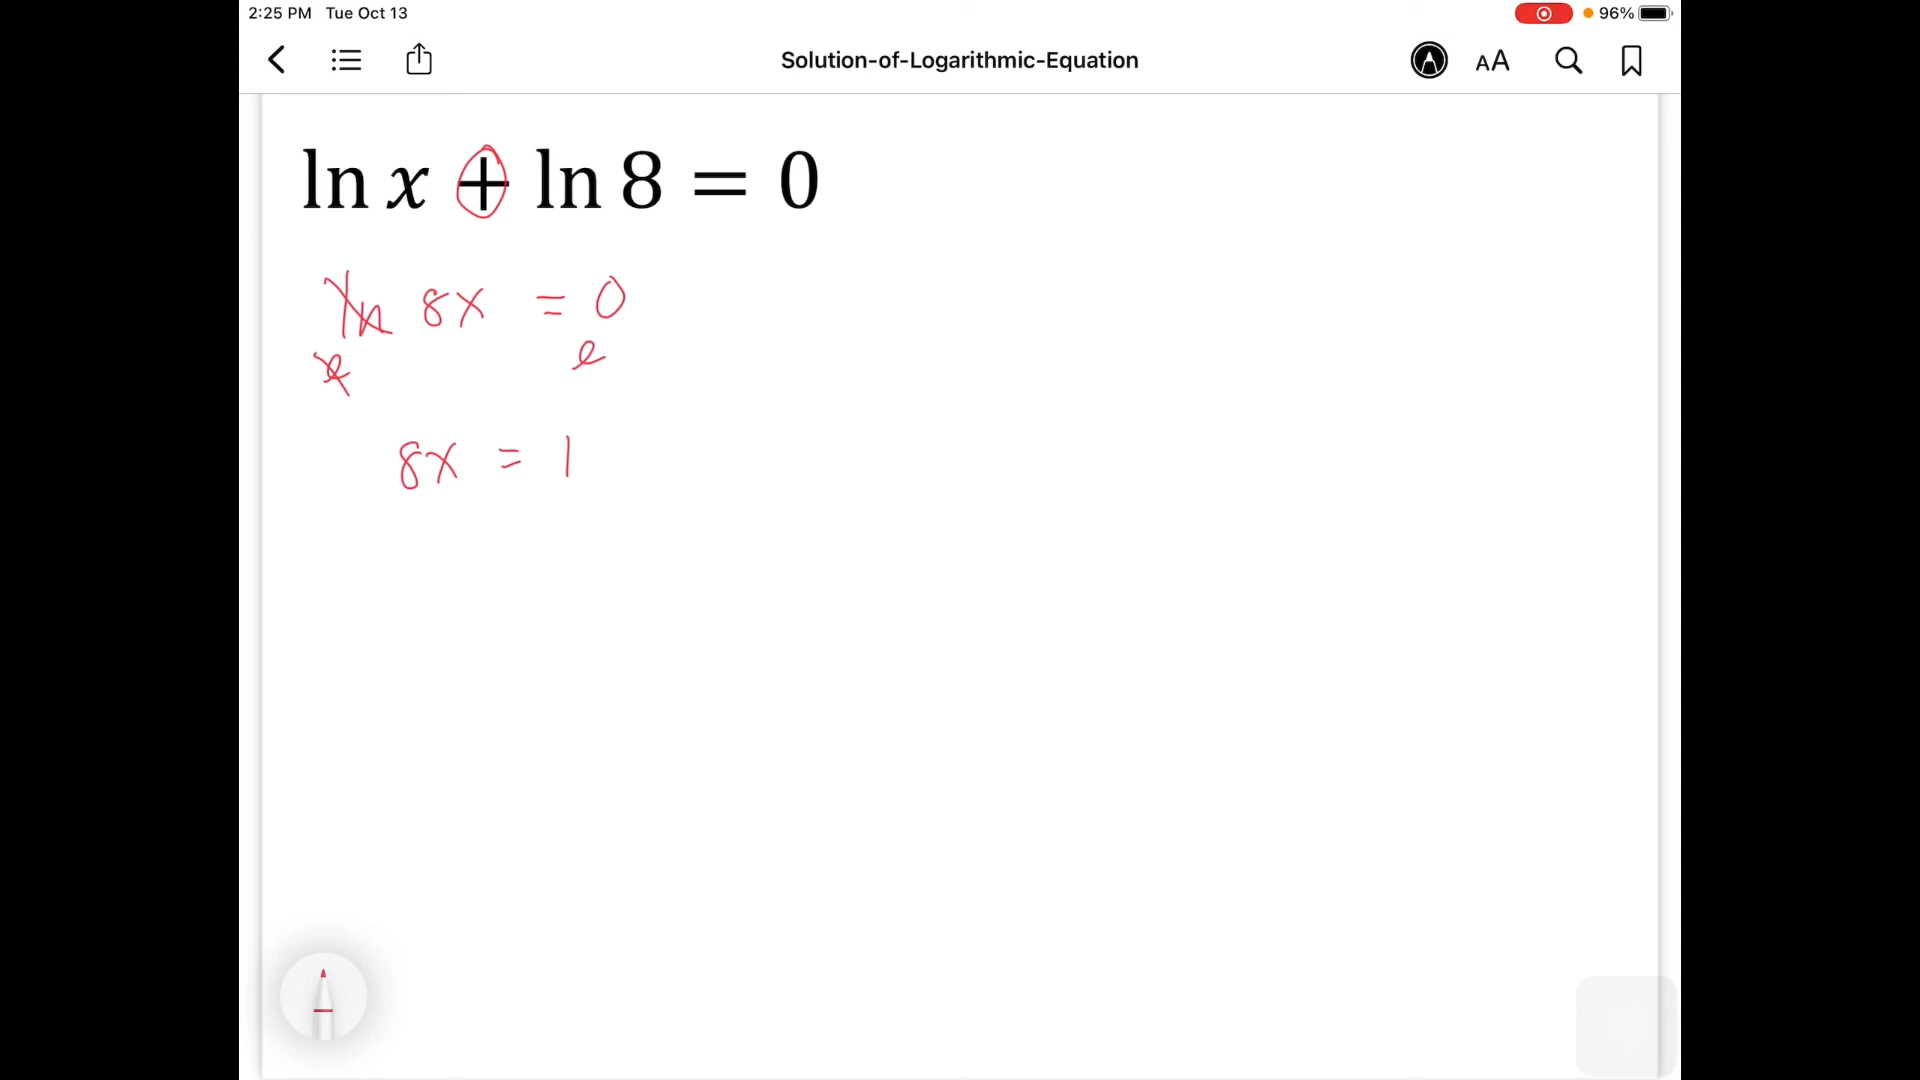 2:25 PM Tue Oct 13 96%
Solution-of-Logarithmic-Equation AA
ln x + ln 8 = 0
ln 8x = 0
e e
8x = 1